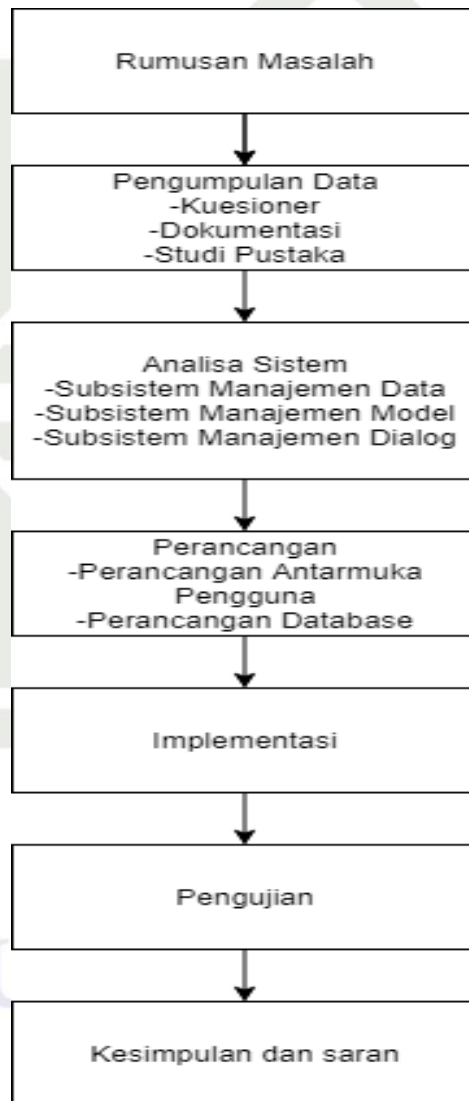 Rumusan Masalah
Pengumpulan Data
-Kuesioner
-Dokumentasi
-Studi Pustaka
Analisa Sistem
-Subsistem Manajemen Data
-Subsistem Manajemen Model
-Subsistem Manajemen Dialog
Perancangan
-Perancangan Antarmuka
Pengguna
-Perancangan Database
Implementasi
Pengujian
Kesimpulan dan saran